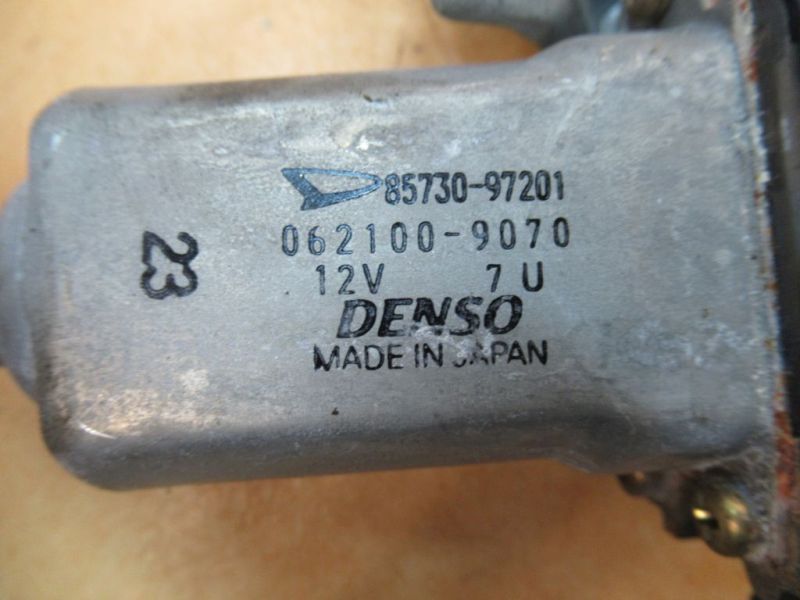 85730-97201
062100-9070
12V 7 U
DENSO
MADE IN JAPAN
23